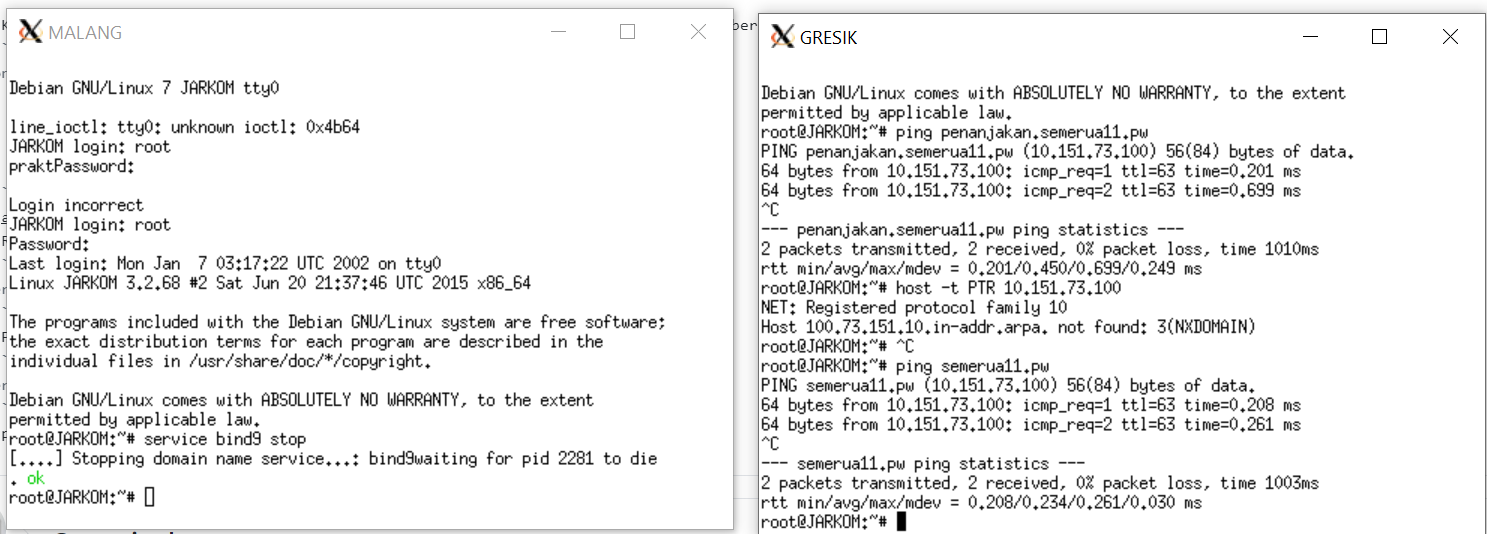 MALANG
Debian GNU/Linux 7 JARKOM tty0
line_ioctl: tty0: unknown ioctl: 0x4b64
JARKOM login: root
praktPassword:
Login incorrect
JARKOM login: root
Password:
Last login: Mon Jan  7 03:17:22 UTC 2002 on tty0
Linux JARKOM 3.2.68 #2 Sat Jun 20 21:37:46 UTC 2015 x86_64
The programs included with the Debian GNU/Linux system are free software;
the exact distribution terms for each program are described in the
individual files in /usr/share/doc/*/copyright.
Debian GNU/Linux comes with ABSOLUTELY NO WARRANTY, to the extent
permitted by applicable law.
root@JARKOM:~# service bind9 stop
[....] Stopping domain name service...: bind9waiting for pid 2281 to die
. ok
root@JARKOM:~#
ber
GRESIK
Debian GNU/Linux comes with ABSOLUTELY NO WARRANTY, to the extent
permitted by applicable law.
root@JARKOM:~# ping penanjakan.semerua11.pw
PING penanjakan.semerua11.pw (10.151.73.100) 56(84) bytes of data.
64 bytes from 10.151.73.100: icmp_req=1 ttl=63 time=0.201 ms
64 bytes from 10.151.73.100: icmp_req=2 ttl=63 time=0.699 ms
^C
--- penanjakan.semerua11.pw ping statistics ---
2 packets transmitted, 2 received, 0% packet loss, time 1010ms
rtt min/avg/max/mdev = 0.201/0.450/0.699/0.249 ms
root@JARKOM:~# host -t PTR 10.151.73.100
NET: Registered protocol family 10
Host 100.73.151.10.in-addr.arpa. not found: 3(NXDOMAIN)
root@JARKOM:~# ^C
root@JARKOM:~# ping semerua11.pw
PING semerua11.pw (10.151.73.100) 56(84) bytes of data.
64 bytes from 10.151.73.100: icmp_req=1 ttl=63 time=0.208 ms
64 bytes from 10.151.73.100: icmp_req=2 ttl=63 time=0.261 ms
^C
--- semerua11.pw ping statistics ---
2 packets transmitted, 2 received, 0% packet loss, time 1003ms
rtt min/avg/max/mdev = 0.208/0.234/0.261/0.030 ms
root@JARKOM:~#